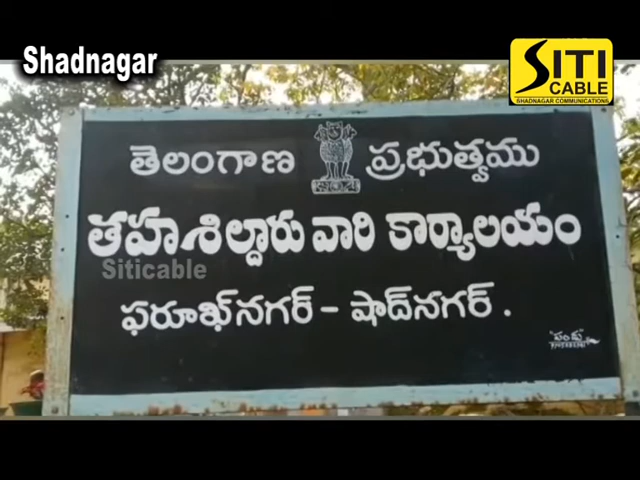 Shadnagar
SITI
CABLE
SHADNAGAR COMMUNICATIONS
తెలంగాణ ప్రభుత్వము
తహశిల్దారు వారి కార్యాలయం
Siticable
ఫరూఖ్‌నగర్ - షాద్‌నగర్ .